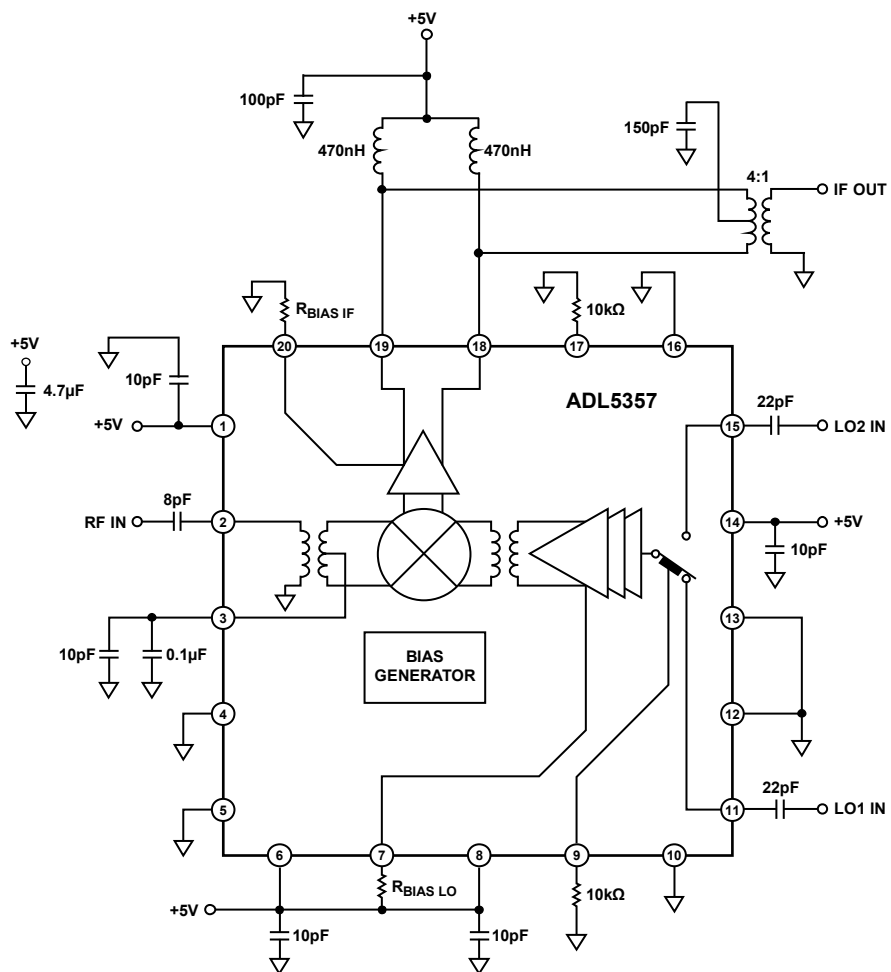 +5V
100pF
150pF
470nH
470nH
4:1
IF OUT
R BIAS IF
10kΩ
20
19
18
17
16
+5V
4.7µF
10pF
ADL5357
+5V
1
22pF
15
LO2 IN
8pF
RF IN
2
14
+5V
10pF
3
13
10pF
0.1µF
BIAS
GENERATOR
4
12
5
22pF
11
LO1 IN
6
7
8
9
10
R BIAS LO
10kΩ
+5V
10pF
10pF